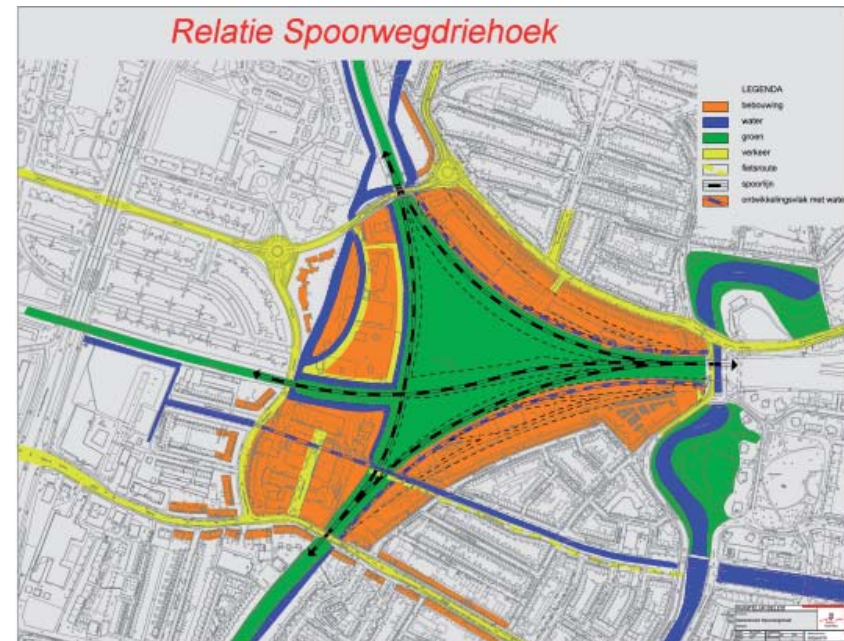 Relatie Spoorwegdriehoek
LEGENDA
bebouwing
water
groen
verkeer
fietsroute
spoorlijn
ontwikkelingsvlak met water